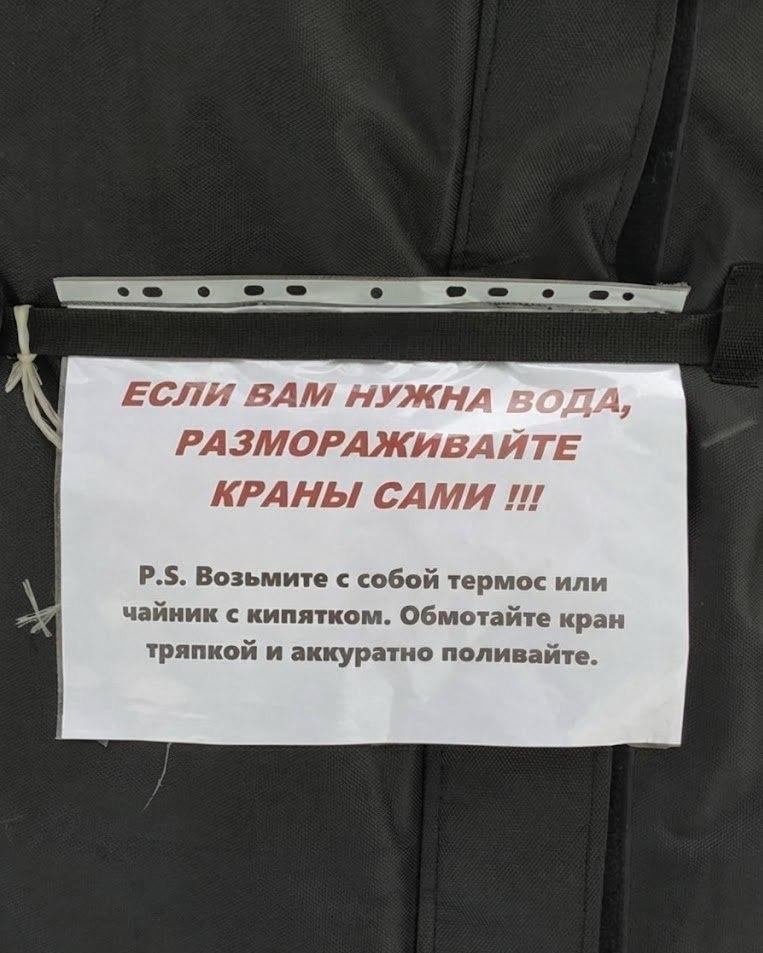 ЕСЛИ ВАМ НУЖНА ВОДА,
РАЗМОРАЖИВАЙТЕ
КРАНЫ САМИ !!!
P.S. Возьмите с собой термос или
чайник с кипятком. Обмотайте кран
тряпкой и аккуратно поливайте.